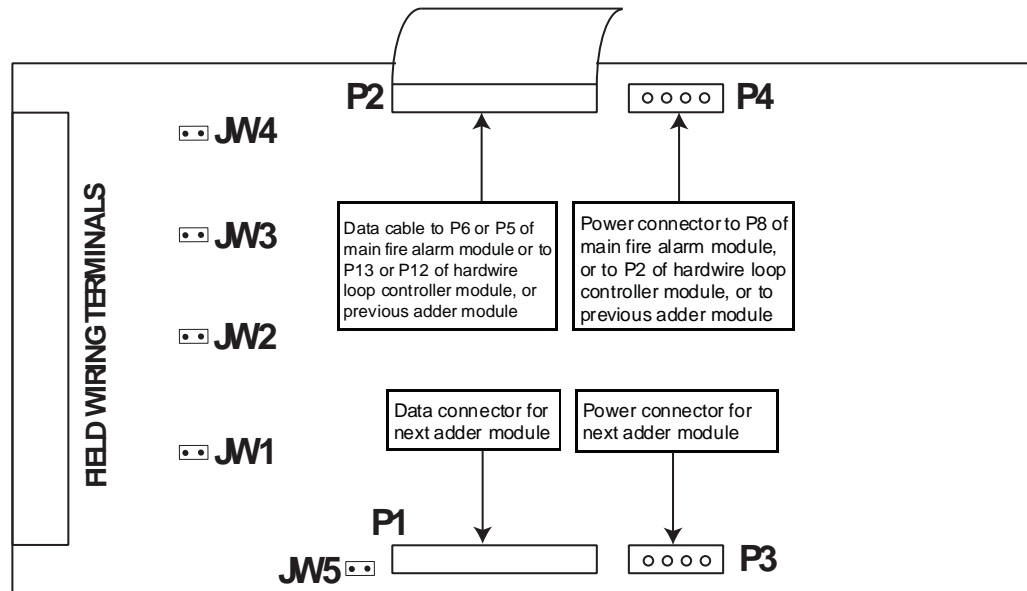 P2
P4
JW4
JW3
JW2
JW1
FIELD WIRING TERMINALS
Data cable to P6 or P5 of
main fire alarm module or to
P13 or P12 of hardwire
loop controller module, or
previous adder module
Power connector to P8 of
main fire alarm module,
or to P2 of hardwire loop
controller module, or to
previous adder module
Data connector for
next adder module
Power connector for
next adder module
P1
JW5
P3